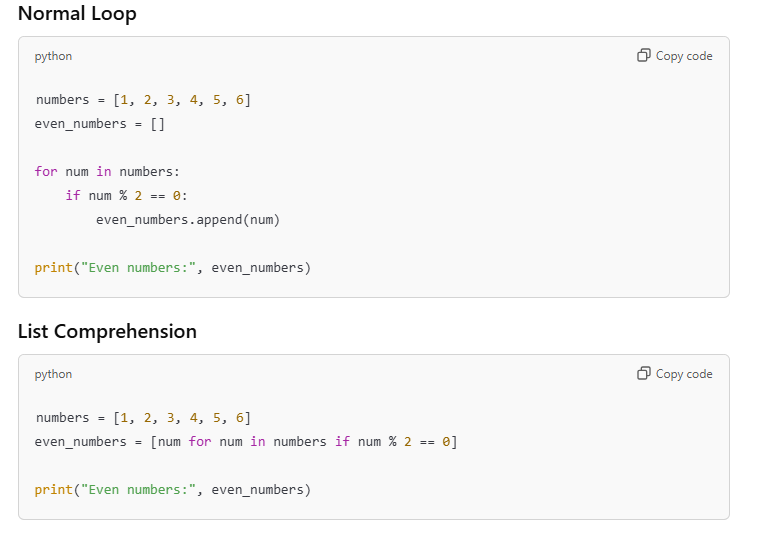 Normal Loop
python Copy code
numbers = [1, 2, 3, 4, 5, 6]
even_numbers = []
for num in numbers:
    if num % 2 == 0:
        even_numbers.append(num)
print("Even numbers:", even_numbers)
List Comprehension
python Copy code
numbers = [1, 2, 3, 4, 5, 6]
even_numbers = [num for num in numbers if num % 2 == 0]
print("Even numbers:", even_numbers)